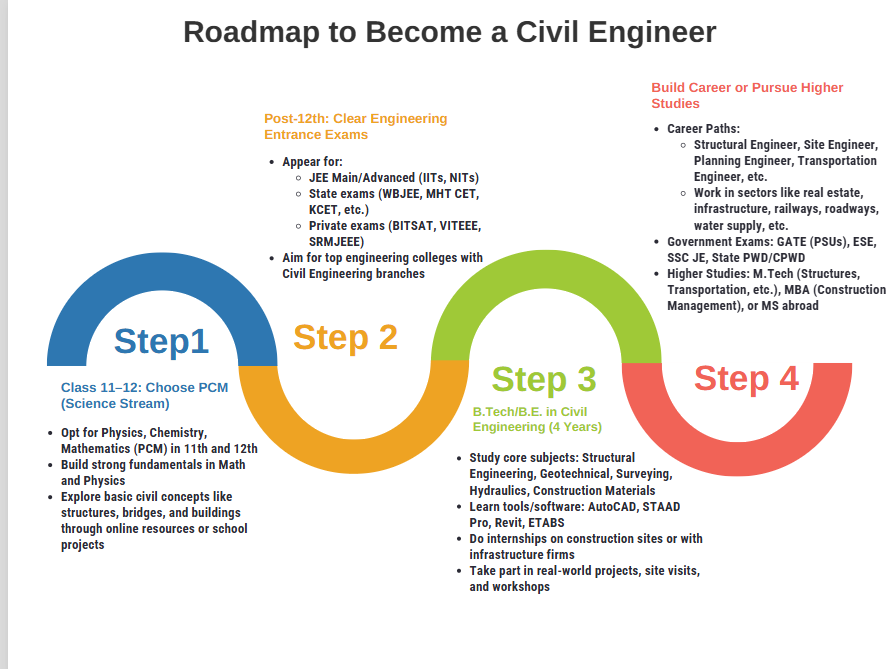 Roadmap to Become a Civil Engineer
Step1
Class 11–12: Choose PCM
(Science Stream)
• Opt for Physics, Chemistry,
Mathematics (PCM) in 11th and 12th
• Build strong fundamentals in Math
and Physics
• Explore basic civil concepts like
structures, bridges, and buildings
through online resources or school
projects
Post-12th: Clear Engineering
Entrance Exams
• Appear for:
◦ JEE Main/Advanced (IITs, NITs)
◦ State exams (WBJEE, MHT CET,
KCET, etc.)
◦ Private exams (BITSAT, VITEEE,
SRMJEEE)
• Aim for top engineering colleges with
Civil Engineering branches
Step 2
Step 3
B.Tech/B.E. in Civil
Engineering (4 Years)
• Study core subjects: Structural
Engineering, Geotechnical, Surveying,
Hydraulics, Construction Materials
• Learn tools/software: AutoCAD, STAAD
Pro, Revit, ETABS
• Do internships on construction sites or with
infrastructure firms
• Take part in real-world projects, site visits,
and workshops
Build Career or Pursue Higher
Studies
• Career Paths:
◦ Structural Engineer, Site Engineer,
Planning Engineer, Transportation
Engineer, etc.
◦ Work in sectors like real estate,
infrastructure, railways, roadways,
water supply, etc.
• Government Exams: GATE (PSUs), ESE,
SSC JE, State PWD/CPWD
• Higher Studies: M.Tech (Structures,
Transportation, etc.), MBA (Construction
Management), or MS abroad
Step 4